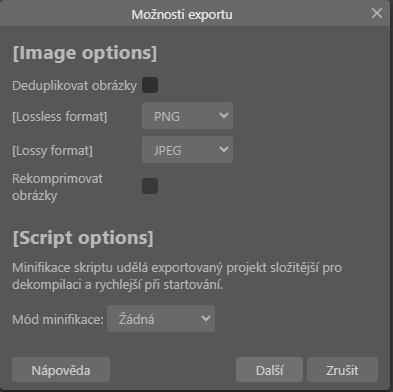 Možnosti exportu
[Image options]
Deduplikovat obrázky
[Lossless format] PNG
[Lossy format] JPEG
Rekomprimovat
obrázky
[Script options]
Minifikace skriptu udělá exportovaný projekt složitější pro
dekompilaci a rychlejší při startování.
Mód minifikace: Žádná
Nápověda Další Zrušit